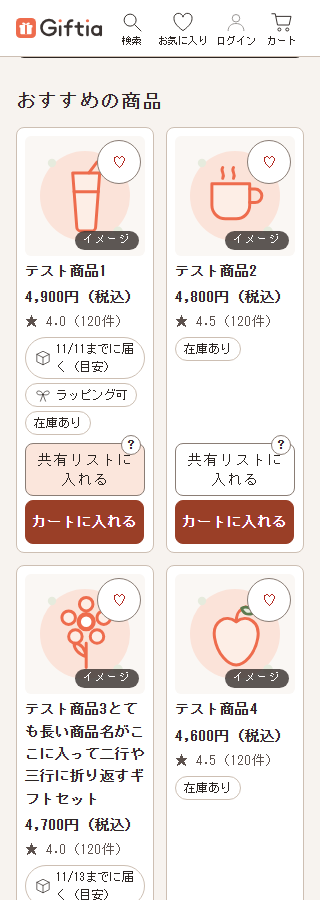 Giftia
検索
お気に入り
ログイン
カート
おすすめの商品
イメージ
テスト商品1
4,900円（税込）
★ 4.0（120件）
11/11までに届
く（目安）
ラッピング可
在庫あり
?
共有リストに
入れる
カートに入れる
イメージ
テスト商品2
4,800円（税込）
★ 4.5（120件）
在庫あり
?
共有リストに
入れる
カートに入れる
イメージ
テスト商品3とて
も長い商品名がこ
こに入って二行や
三行に折り返すギ
フトセット
4,700円（税込）
★ 4.0（120件）
11/13までに届
く（目安）
イメージ
テスト商品4
4,600円（税込）
★ 4.5（120件）
在庫あり